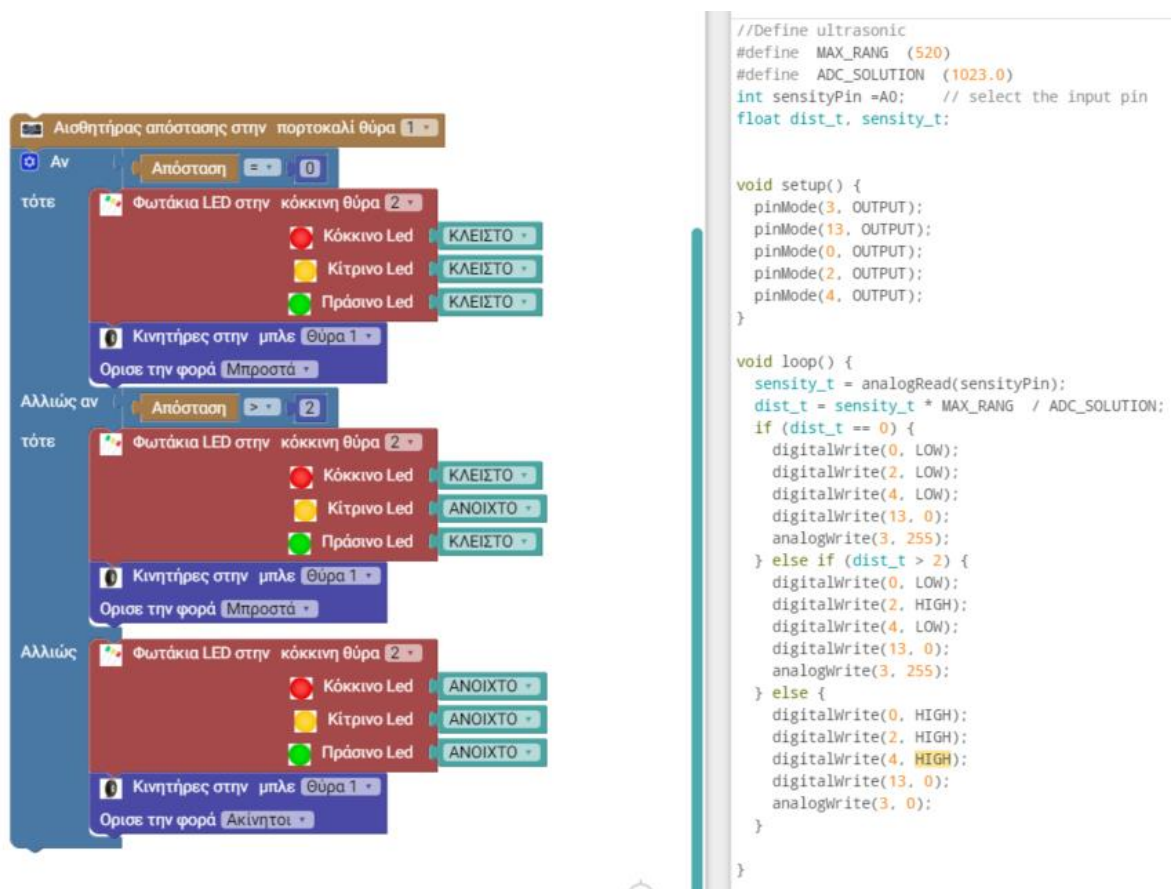 Αισθητήρας απόστασης στην πορτοκαλί θύρα 1
Αν Απόσταση = 0
τότε Φωτάκια LED στην κόκκινη θύρα 2
Κόκκινο Led ΚΛΕΙΣΤΟ
Κίτρινο Led ΚΛΕΙΣΤΟ
Πράσινο Led ΚΛΕΙΣΤΟ
Κινητήρες στην μπλε Θύρα 1
Ορισε την φορά Μπροστά
Αλλιώς αν Απόσταση > 2
τότε Φωτάκια LED στην κόκκινη θύρα 2
Κόκκινο Led ΚΛΕΙΣΤΟ
Κίτρινο Led ΑΝΟΙΧΤΟ
Πράσινο Led ΚΛΕΙΣΤΟ
Κινητήρες στην μπλε Θύρα 1
Ορισε την φορά Μπροστά
Αλλιώς Φωτάκια LED στην κόκκινη θύρα 2
Κόκκινο Led ΑΝΟΙΧΤΟ
Κίτρινο Led ΑΝΟΙΧΤΟ
Πράσινο Led ΑΝΟΙΧΤΟ
Κινητήρες στην μπλε Θύρα 1
Ορισε την φορά Ακίνητοι
//Define ultrasonic
#define MAX_RANG (520)
#define ADC_SOLUTION (1023.0)
int sensityPin =A0; // select the input pin
float dist_t, sensity_t;
void setup() {
pinMode(3, OUTPUT);
pinMode(13, OUTPUT);
pinMode(0, OUTPUT);
pinMode(2, OUTPUT);
pinMode(4, OUTPUT);
}
void loop() {
sensity_t = analogRead(sensityPin);
dist_t = sensity_t * MAX_RANG / ADC_SOLUTION;
if (dist_t == 0) {
digitalWrite(0, LOW);
digitalWrite(2, LOW);
digitalWrite(4, LOW);
digitalWrite(13, 0);
analogWrite(3, 255);
} else if (dist_t > 2) {
digitalWrite(0, LOW);
digitalWrite(2, HIGH);
digitalWrite(4, LOW);
digitalWrite(13, 0);
analogWrite(3, 255);
} else {
digitalWrite(0, HIGH);
digitalWrite(2, HIGH);
digitalWrite(4, HIGH);
digitalWrite(13, 0);
analogWrite(3, 0);
}
}